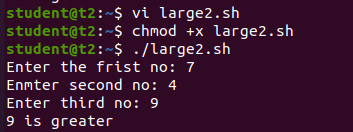 student@t2:~$ vi large2.sh
student@t2:~$ chmod +x large2.sh
student@t2:~$ ./large2.sh
Enter the frist no: 7
Enmter second no: 4
Enter third no: 9
9 is greater